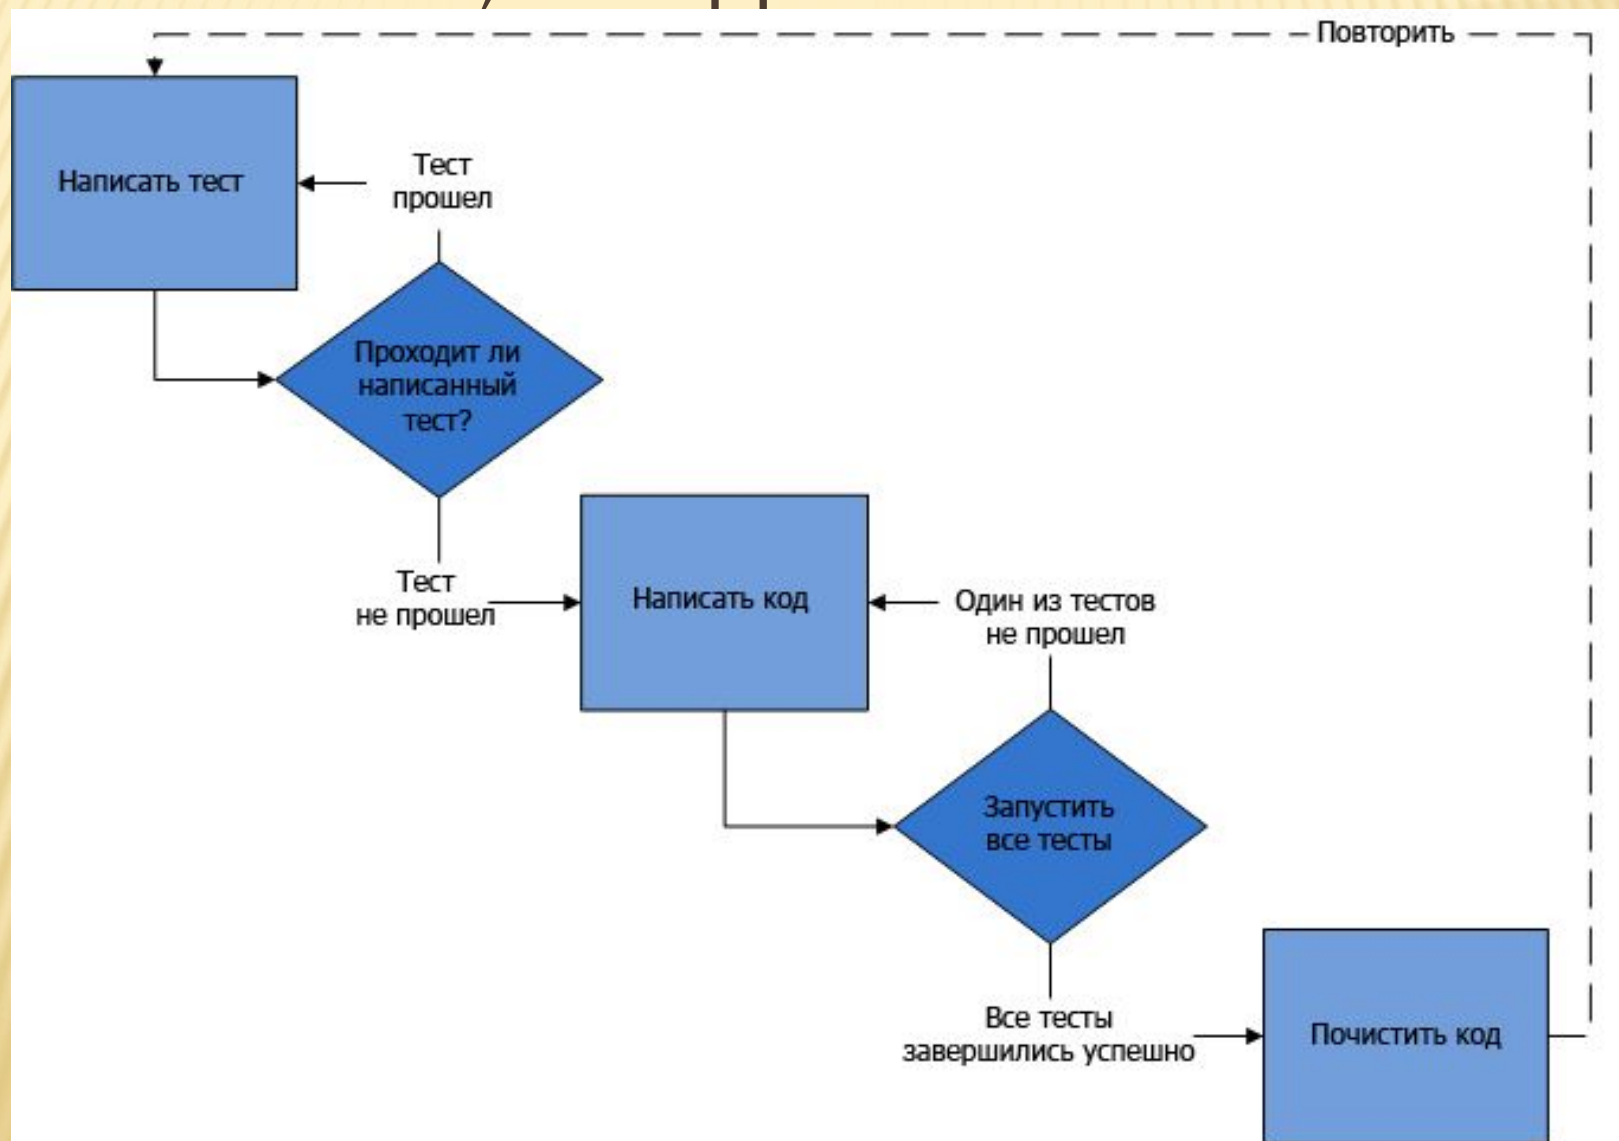 Повторить
Написать тест
Тест
прошел
Проходит ли
написанный
тест?
Тест
не прошел
Написать код
Один из тестов
не прошел
Запустить
все тесты
Все тесты
завершились успешно
Почистить код